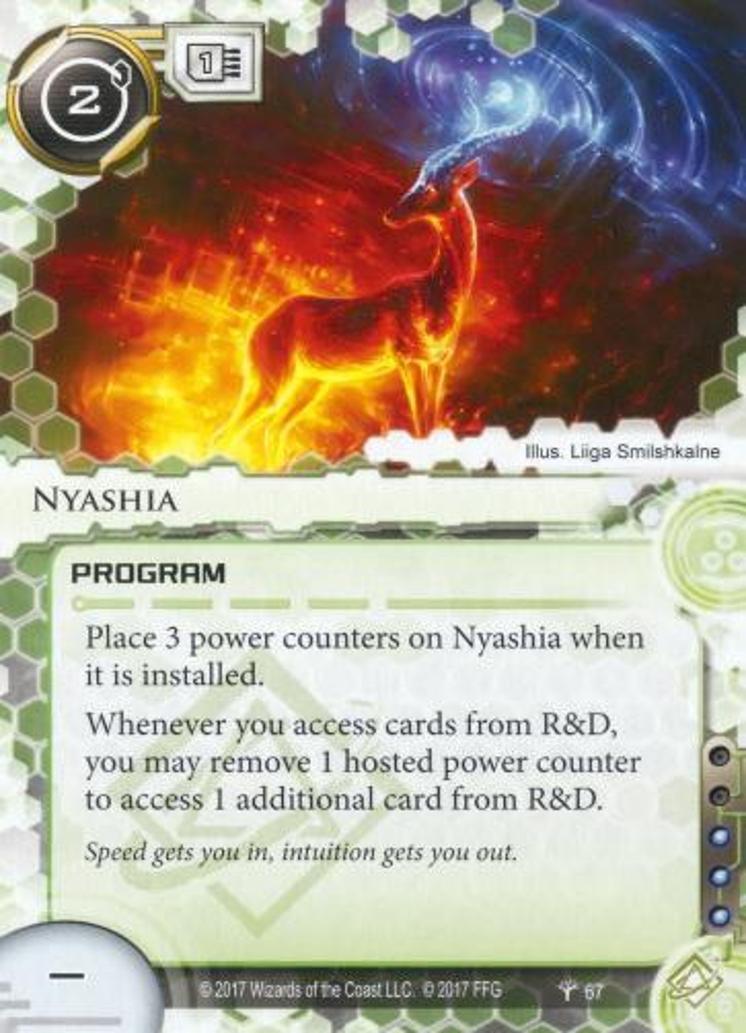 2
1
Illus. Liiga Smilshkalne
Nyashia
PROGRAM
Place 3 power counters on Nyashia when
it is installed.
Whenever you access cards from R&D,
you may remove 1 hosted power counter
to access 1 additional card from R&D.
Speed gets you in, intuition gets you out.
–
© 2017 Wizards of the Coast LLC. © 2017 FFG 67